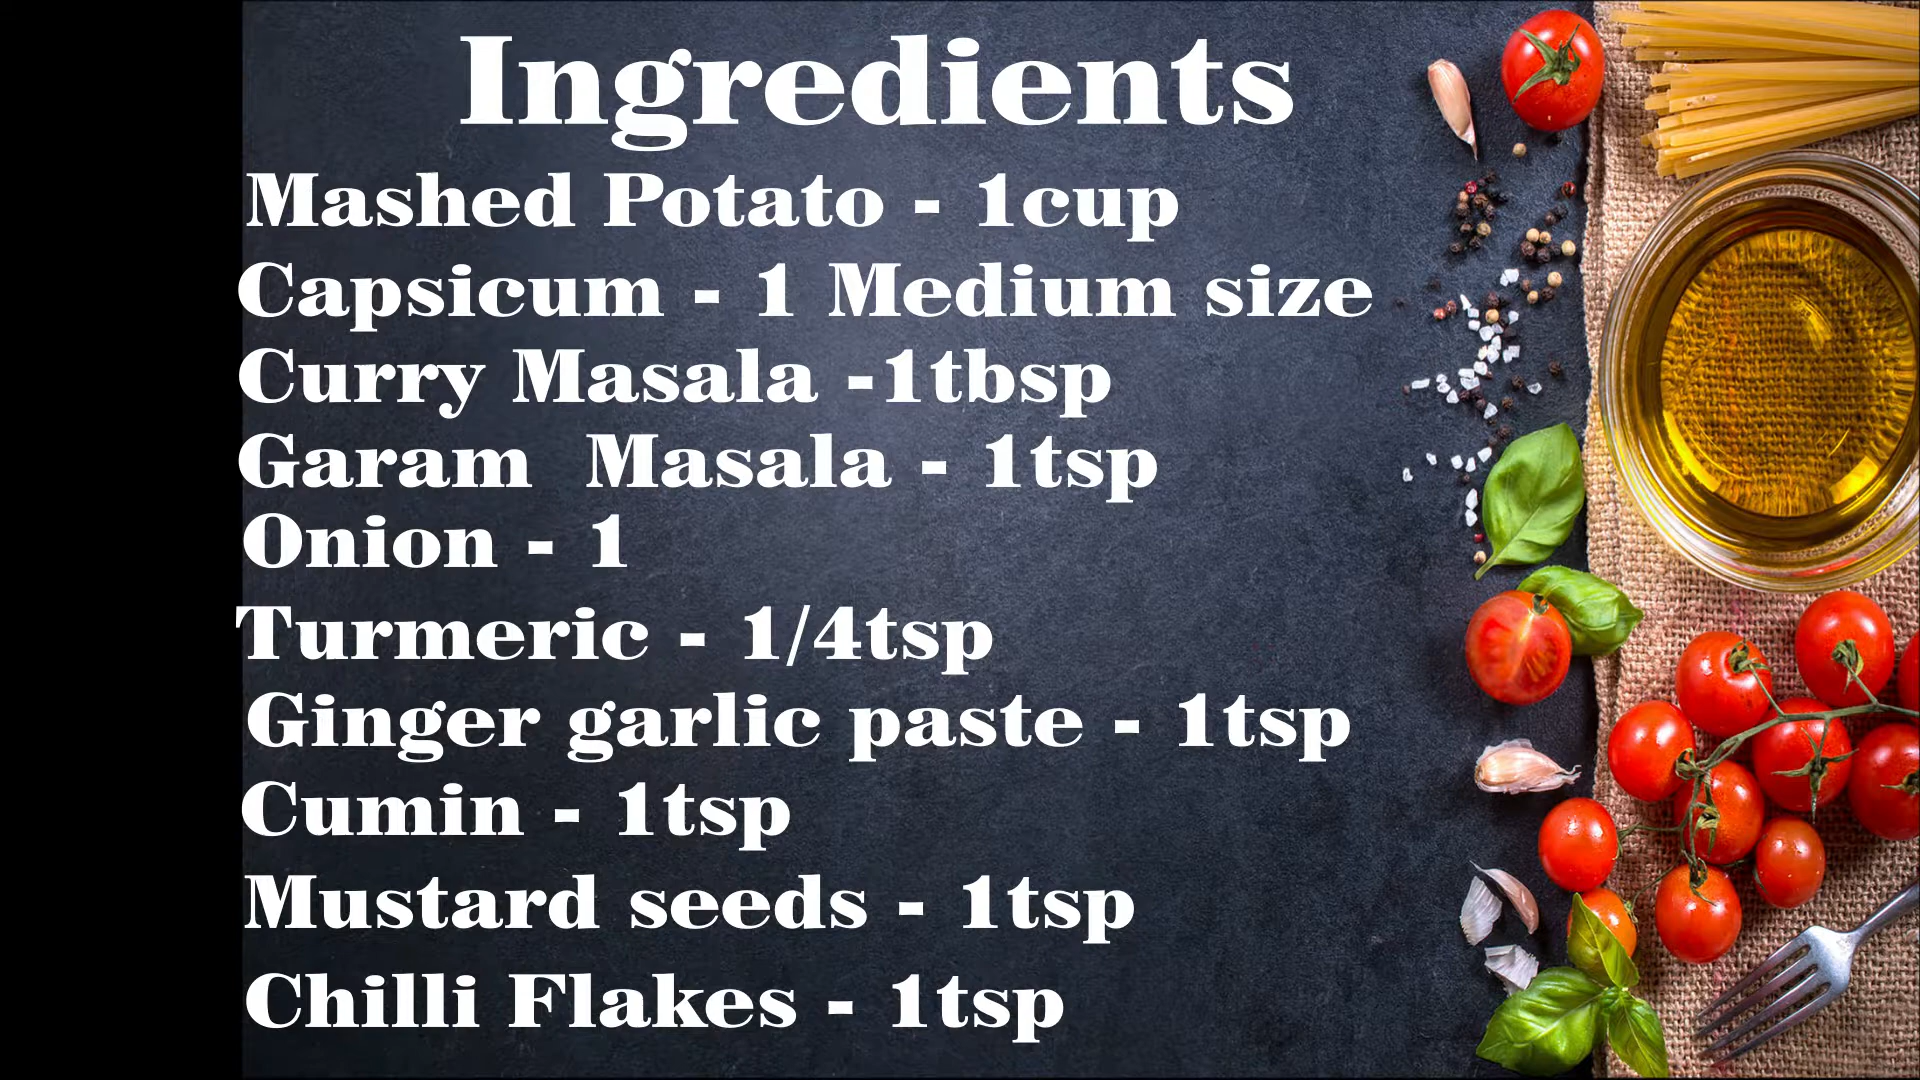 Ingredients
Mashed Potato - 1cup
Capsicum - 1 Medium size
Curry Masala -1tbsp
Garam  Masala - 1tsp
Onion - 1
Turmeric - 1/4tsp
Ginger garlic paste - 1tsp
Cumin - 1tsp
Mustard seeds - 1tsp
Chilli Flakes - 1tsp